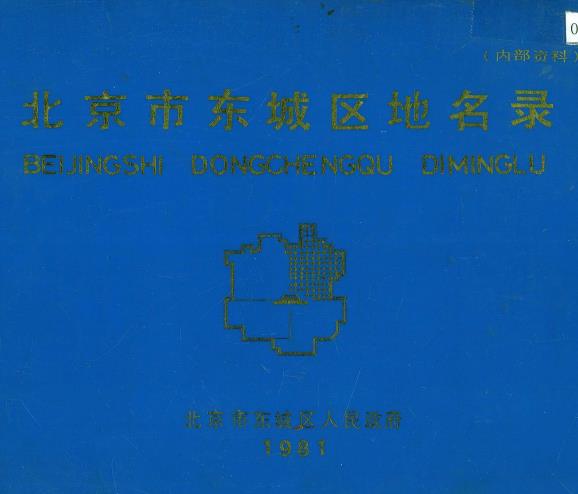 0
（内部资料）
北京市东城区地名录
BEIJINGSHI DONGCHENGQU DIMINGLU
北京市东城区人民政府
1981